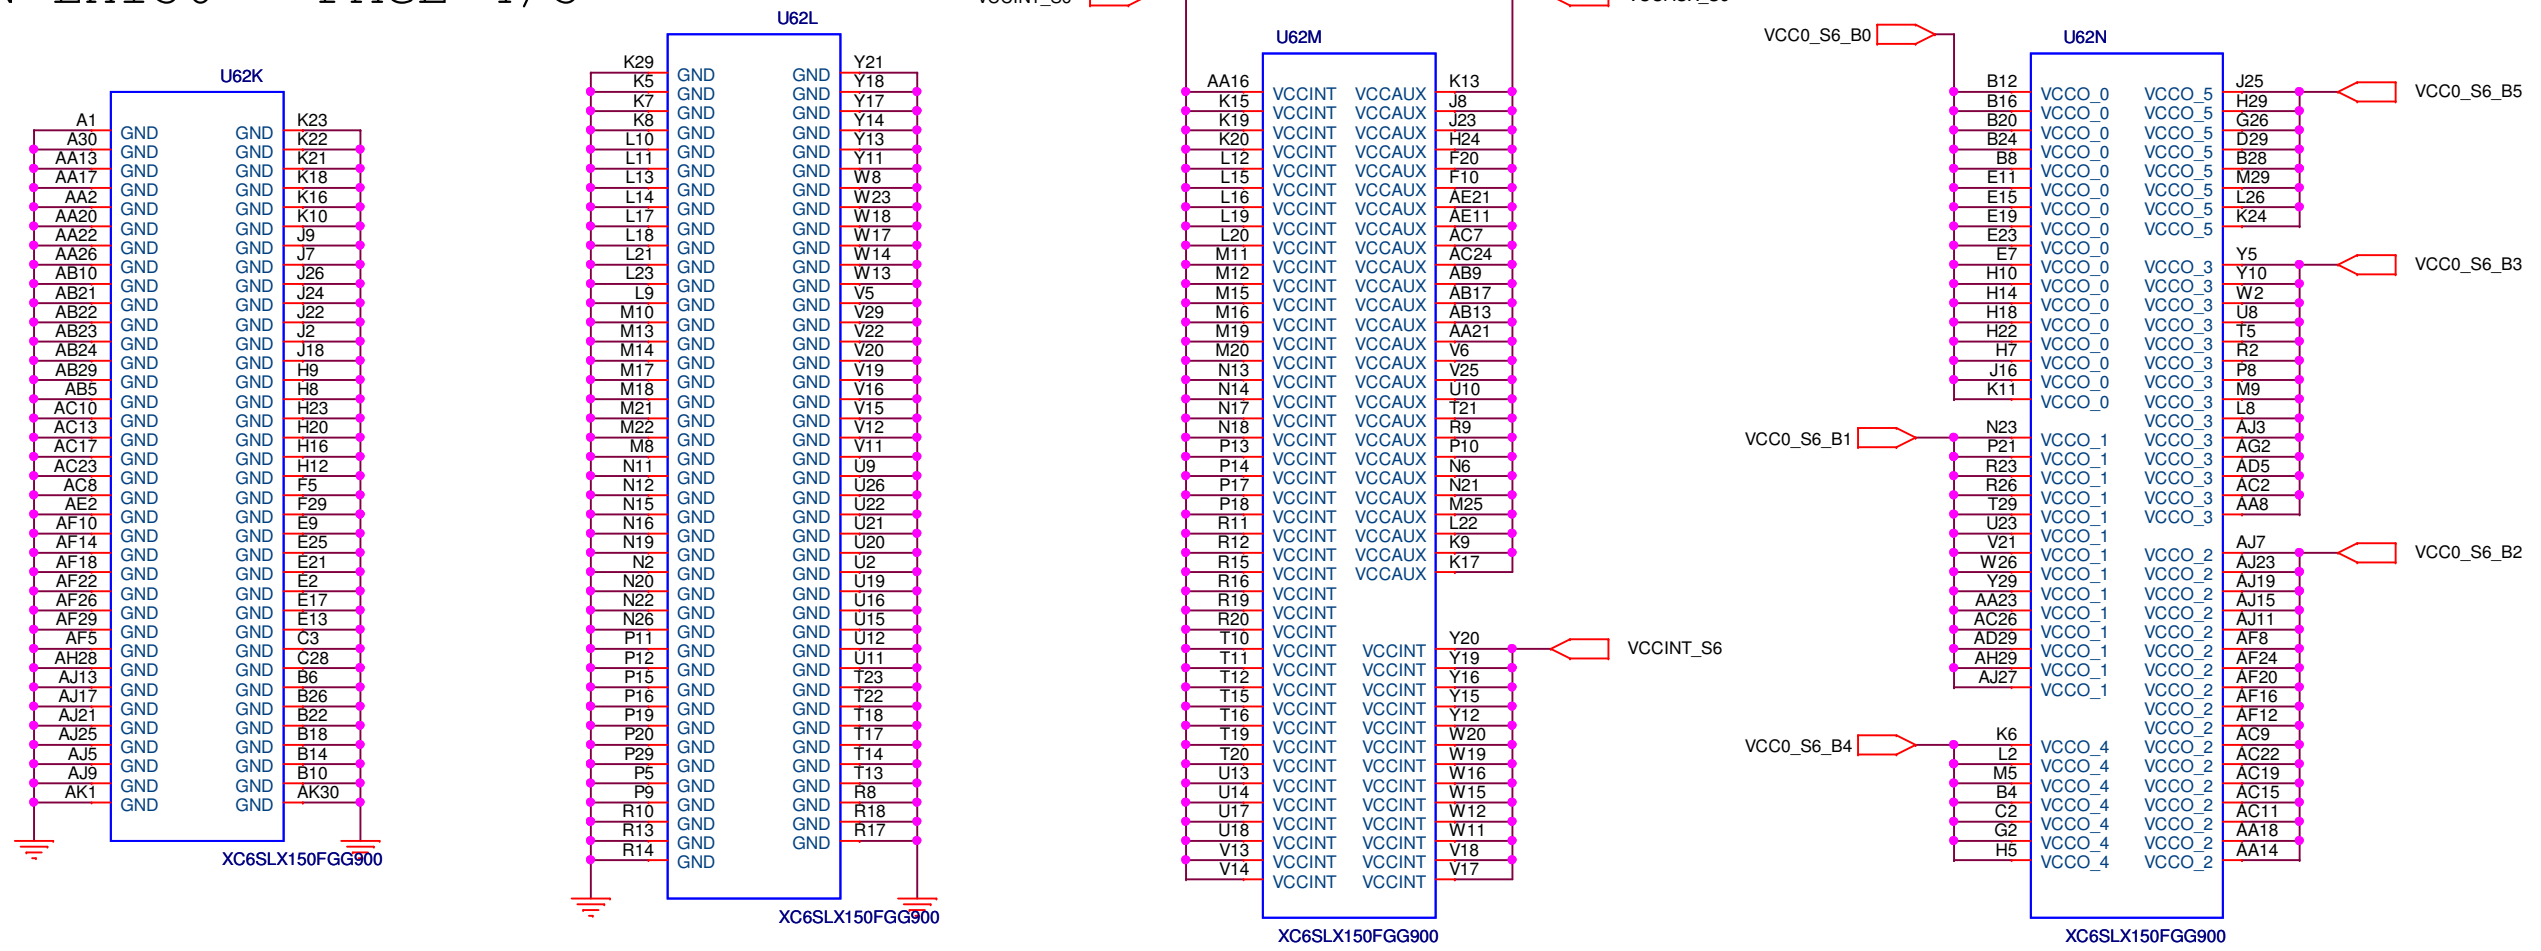 U62K
A1 GND GND K23
A30 GND GND K22
AA13 GND GND K21
AA17 GND GND K18
AA2 GND GND K16
AA20 GND GND K10
AA22 GND GND J9
AA26 GND GND J7
AB10 GND GND J26
AB21 GND GND J24
AB22 GND GND J22
AB23 GND GND J2
AB24 GND GND J18
AB29 GND GND H9
AB5 GND GND H8
AC10 GND GND H23
AC13 GND GND H20
AC17 GND GND H16
AC23 GND GND H12
AC8 GND GND F5
AE2 GND GND F29
AF10 GND GND E9
AF14 GND GND E25
AF18 GND GND E21
AF22 GND GND E2
AF26 GND GND E17
AF29 GND GND E13
AF5 GND GND C3
AH28 GND GND C28
AJ13 GND GND B6
AJ17 GND GND B26
AJ21 GND GND B22
AJ25 GND GND B18
AJ5 GND GND B14
AJ9 GND GND B10
AK1 GND GND AK30
XC6SLX150FGG900
U62L
K29 GND GND Y21
K5 GND GND Y18
K7 GND GND Y17
K8 GND GND Y14
L10 GND GND Y13
L11 GND GND Y11
L13 GND GND W8
L14 GND GND W23
L17 GND GND W18
L18 GND GND W17
L21 GND GND W14
L23 GND GND W13
L9 GND GND V5
M10 GND GND V29
M13 GND GND V22
M14 GND GND V20
M17 GND GND V19
M18 GND GND V16
M21 GND GND V15
M22 GND GND V12
M8 GND GND V11
N11 GND GND U9
N12 GND GND U26
N15 GND GND U22
N16 GND GND U21
N19 GND GND U20
N2 GND GND U2
N20 GND GND U19
N22 GND GND U16
N26 GND GND U15
P11 GND GND U12
P12 GND GND U11
P15 GND GND T23
P16 GND GND T22
P19 GND GND T18
P20 GND GND T17
P29 GND GND T14
P5 GND GND T13
P9 GND GND R8
R10 GND GND R18
R13 GND GND R17
R14 GND
XC6SLX150FGG900
U62M
AA16 VCCINT VCCAUX K13
K15 VCCINT VCCAUX J8
K19 VCCINT VCCAUX J23
K20 VCCINT VCCAUX H24
L12 VCCINT VCCAUX F20
L15 VCCINT VCCAUX F10
L16 VCCINT VCCAUX AE21
L19 VCCINT VCCAUX AE11
L20 VCCINT VCCAUX AC7
M11 VCCINT VCCAUX AC24
M12 VCCINT VCCAUX AB9
M15 VCCINT VCCAUX AB17
M16 VCCINT VCCAUX AB13
M19 VCCINT VCCAUX AA21
M20 VCCINT VCCAUX V6
N13 VCCINT VCCAUX V25
N14 VCCINT VCCAUX U10
N17 VCCINT VCCAUX T21
N18 VCCINT VCCAUX R9
P13 VCCINT VCCAUX P10
P14 VCCINT VCCAUX N6
P17 VCCINT VCCAUX N21
P18 VCCINT VCCAUX M25
R11 VCCINT VCCAUX L22
R12 VCCINT VCCAUX K9
R15 VCCINT VCCAUX K17
R16 VCCINT
R19 VCCINT
R20 VCCINT
T10 VCCINT VCCINT Y20 VCCINT_S6
T11 VCCINT VCCINT Y19
T12 VCCINT VCCINT Y16
T15 VCCINT VCCINT Y15
T16 VCCINT VCCINT Y12
T19 VCCINT VCCINT W20
T20 VCCINT VCCINT W19
U13 VCCINT VCCINT W16
U14 VCCINT VCCINT W15
U17 VCCINT VCCINT W12
U18 VCCINT VCCINT W11
V13 VCCINT VCCINT V18
V14 VCCINT VCCINT V17
XC6SLX150FGG900
VCC0_S6_B0
U62N
B12 VCCO_0 VCCO_5 J25 VCC0_S6_B5
B16 VCCO_0 VCCO_5 H29
B20 VCCO_0 VCCO_5 G26
B24 VCCO_0 VCCO_5 D29
B8 VCCO_0 VCCO_5 B28
E11 VCCO_0 VCCO_5 M29
E15 VCCO_0 VCCO_5 L26
E19 VCCO_0 VCCO_5 K24
E23 VCCO_0
E7 VCCO_0 VCCO_3 Y5 VCC0_S6_B3
H10 VCCO_0 VCCO_3 Y10
H14 VCCO_0 VCCO_3 W2
H18 VCCO_0 VCCO_3 U8
H22 VCCO_0 VCCO_3 T5
H7 VCCO_0 VCCO_3 R2
J16 VCCO_0 VCCO_3 P8
K11 VCCO_0 VCCO_3 M9
VCCO_3 L8
VCC0_S6_B1 N23 VCCO_1 VCCO_3 AJ3
P21 VCCO_1 VCCO_3 AG2
R23 VCCO_1 VCCO_3 AD5
R26 VCCO_1 VCCO_3 AC2
T29 VCCO_1 VCCO_3 AA8
U23 VCCO_1
V21 VCCO_1 VCCO_2 AJ7 VCC0_S6_B2
W26 VCCO_1 VCCO_2 AJ23
Y29 VCCO_1 VCCO_2 AJ19
AA23 VCCO_1 VCCO_2 AJ15
AC26 VCCO_1 VCCO_2 AJ11
AD29 VCCO_1 VCCO_2 AF8
AH29 VCCO_1 VCCO_2 AF24
AJ27 VCCO_1 VCCO_2 AF20
VCCO_2 AF16
VCCO_2 AF12
VCC0_S6_B4 K6 VCCO_4 VCCO_2 AC9
L2 VCCO_4 VCCO_2 AC22
M5 VCCO_4 VCCO_2 AC19
B4 VCCO_4 VCCO_2 AC15
C2 VCCO_4 VCCO_2 AC11
G2 VCCO_4 VCCO_2 AA18
H5 VCCO_4 VCCO_2 AA14
XC6SLX150FGG900